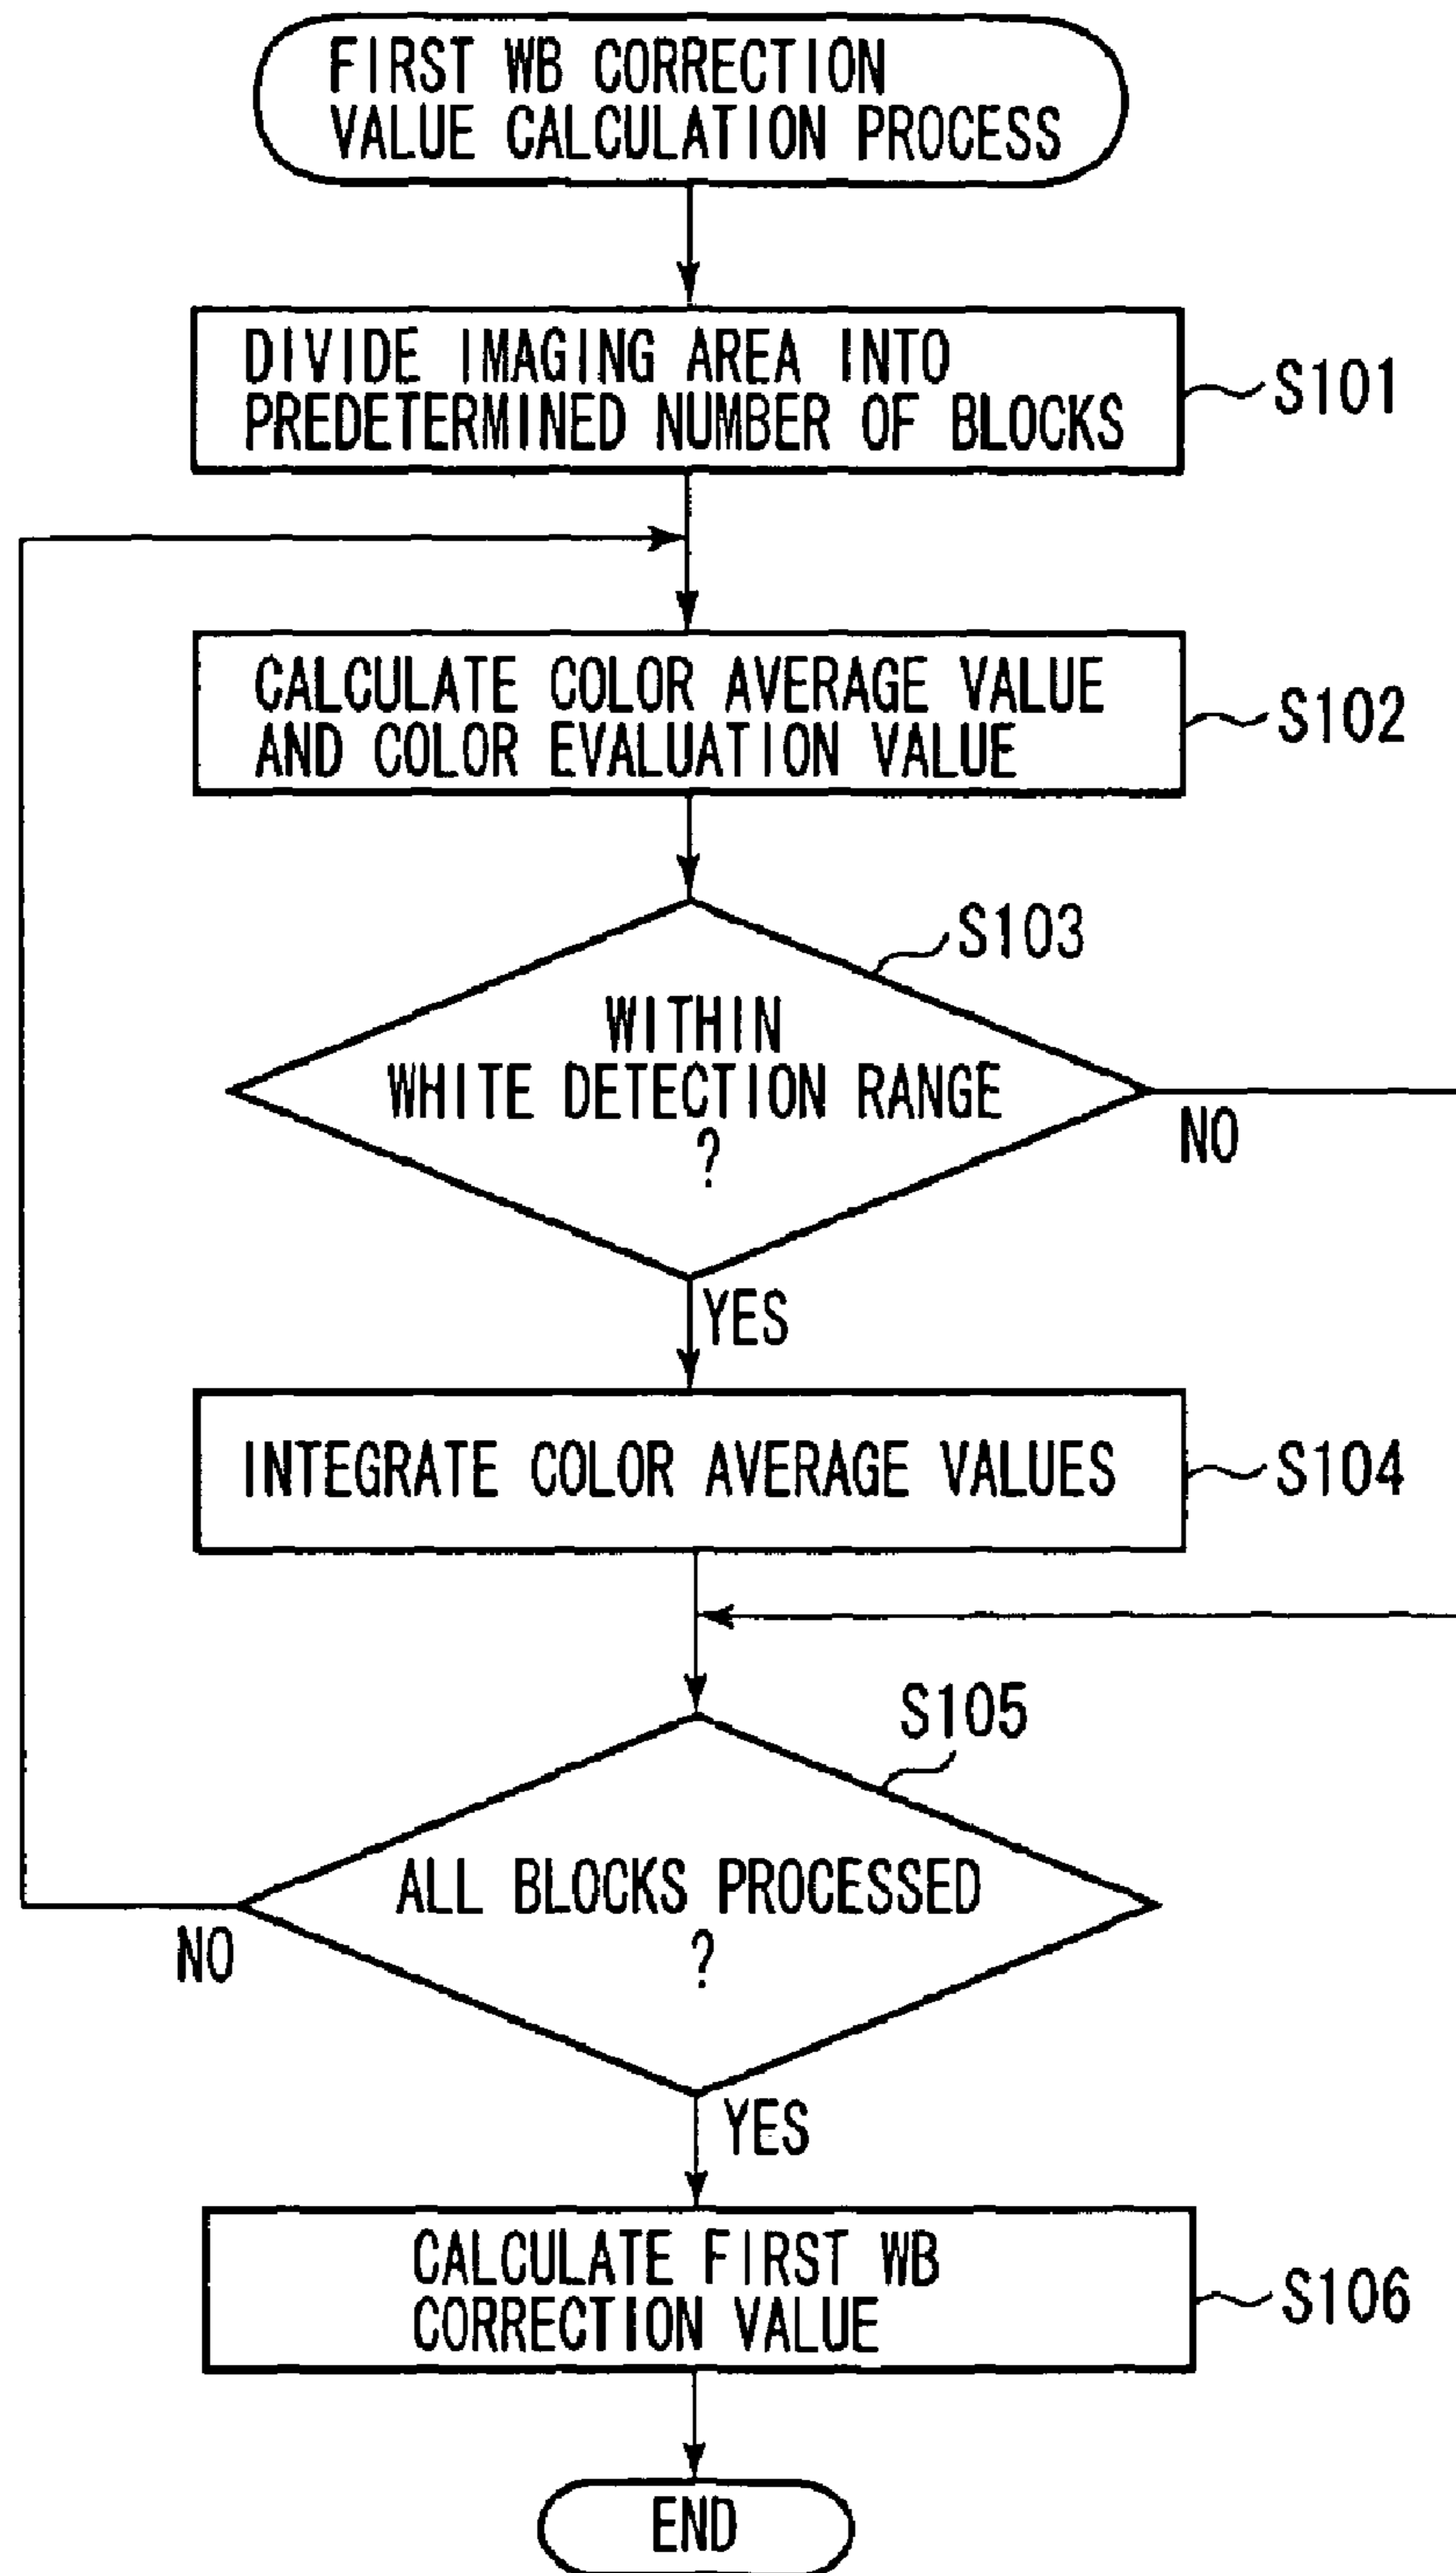 FIRST WB CORRECTION
VALUE CALCULATION PROCESS
DIVIDE IMAGING AREA INTO
PREDETERMINED NUMBER OF BLOCKS
S101
CALCULATE COLOR AVERAGE VALUE
AND COLOR EVALUATION VALUE
S102
S103
WITHIN
WHITE DETECTION RANGE
?
NO
YES
INTEGRATE COLOR AVERAGE VALUES
S104
S105
ALL BLOCKS PROCESSED
?
NO
YES
CALCULATE FIRST WB
CORRECTION VALUE
S106
END